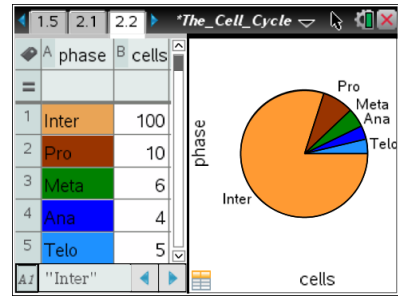 1.5 2.1 2.2 *The_Cell_Cycle
A phase B cells
=
1 Inter 100
2 Pro 10
3 Meta 6
4 Ana 4
5 Telo 5
A1 "Inter"
phase
Pro
Meta
Ana
Telo
Inter
cells